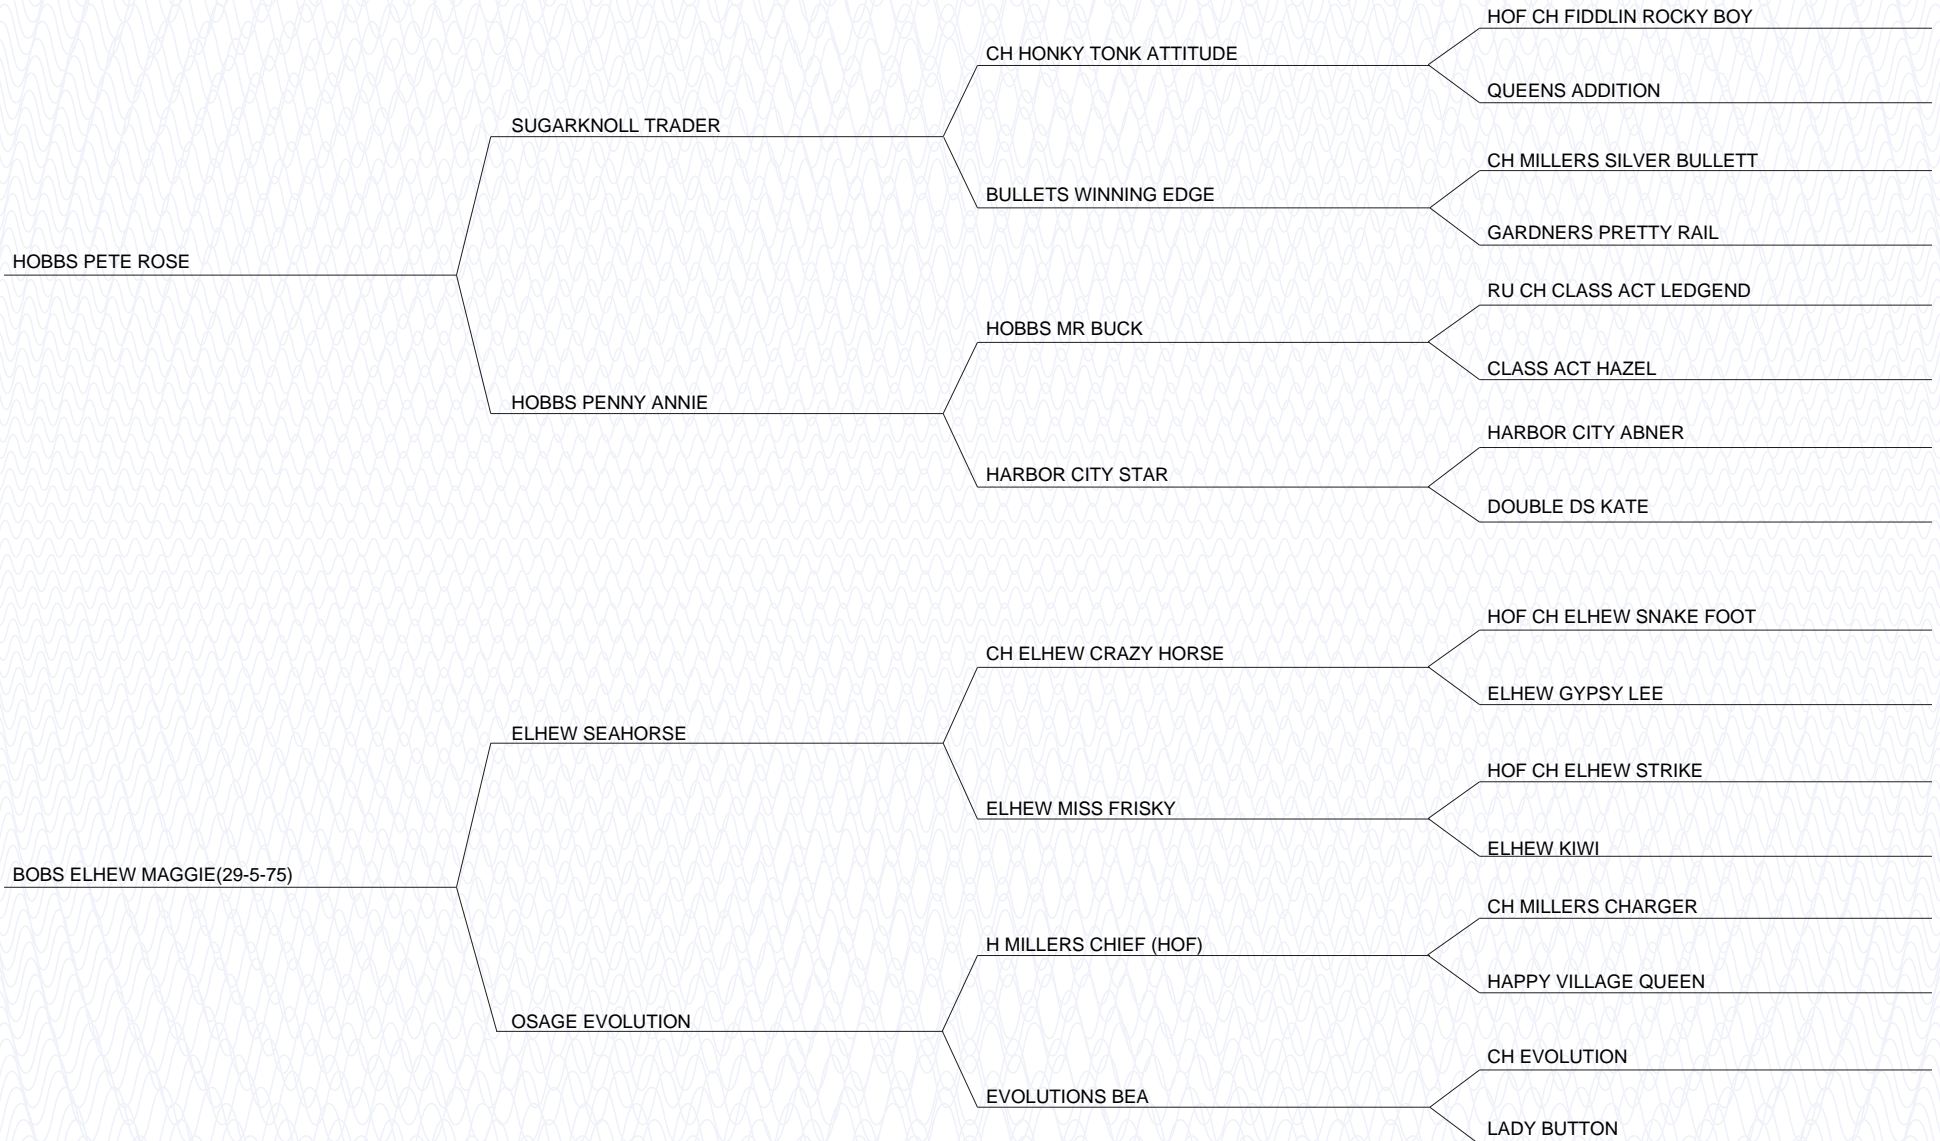 HOF CH FIDDLIN ROCKY BOY
CH HONKY TONK ATTITUDE
QUEENS ADDITION
SUGARKNOLL TRADER
CH MILLERS SILVER BULLETT
BULLETS WINNING EDGE
GARDNERS PRETTY RAIL
HOBBS PETE ROSE
RU CH CLASS ACT LEDGEND
HOBBS MR BUCK
CLASS ACT HAZEL
HOBBS PENNY ANNIE
HARBOR CITY ABNER
HARBOR CITY STAR
DOUBLE DS KATE
HOF CH ELHEW SNAKE FOOT
CH ELHEW CRAZY HORSE
ELHEW GYPSY LEE
ELHEW SEAHORSE
HOF CH ELHEW STRIKE
ELHEW MISS FRISKY
ELHEW KIWI
BOBS ELHEW MAGGIE(29-5-75)
CH MILLERS CHARGER
H MILLERS CHIEF (HOF)
HAPPY VILLAGE QUEEN
OSAGE EVOLUTION
CH EVOLUTION
EVOLUTIONS BEA
LADY BUTTON